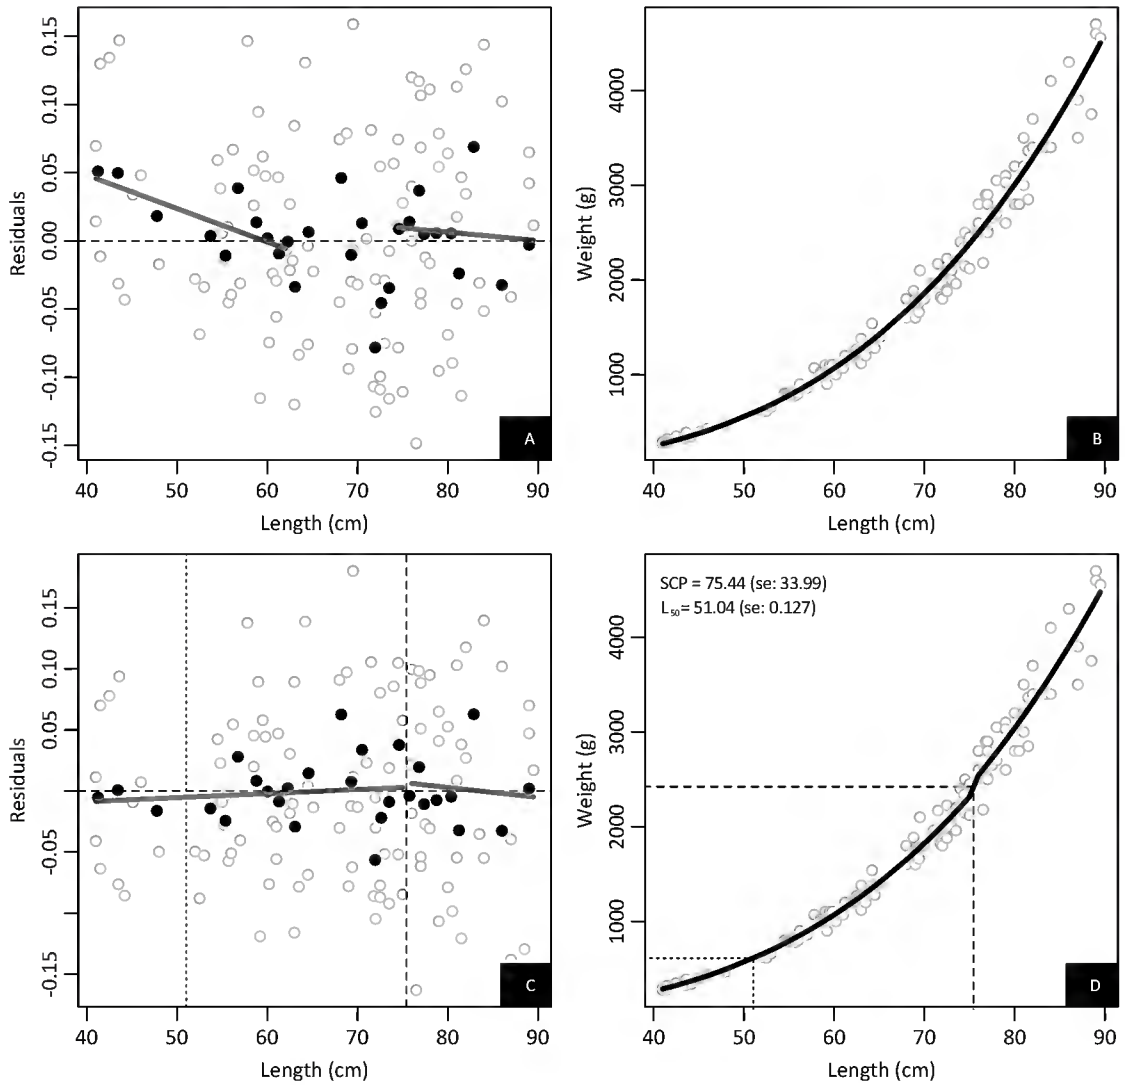 Residuals
0.15
0.10
0.05
0.00
-0.05
-0.10
-0.15
A
40 50 60 70 80 90
Length (cm)
Weight (g)
4000
3000
2000
1000
B
40 50 60 70 80 90
Length (cm)
Residuals
0.15
0.10
0.05
0.00
-0.05
-0.15
C
40 50 60 70 80 90
Length (cm)
Weight (g)
4000
3000
2000
1000
SCP = 75.44 (se: 33.99)
L50= 51.04 (se: 0.127)
D
40 50 60 70 80 90
Length (cm)